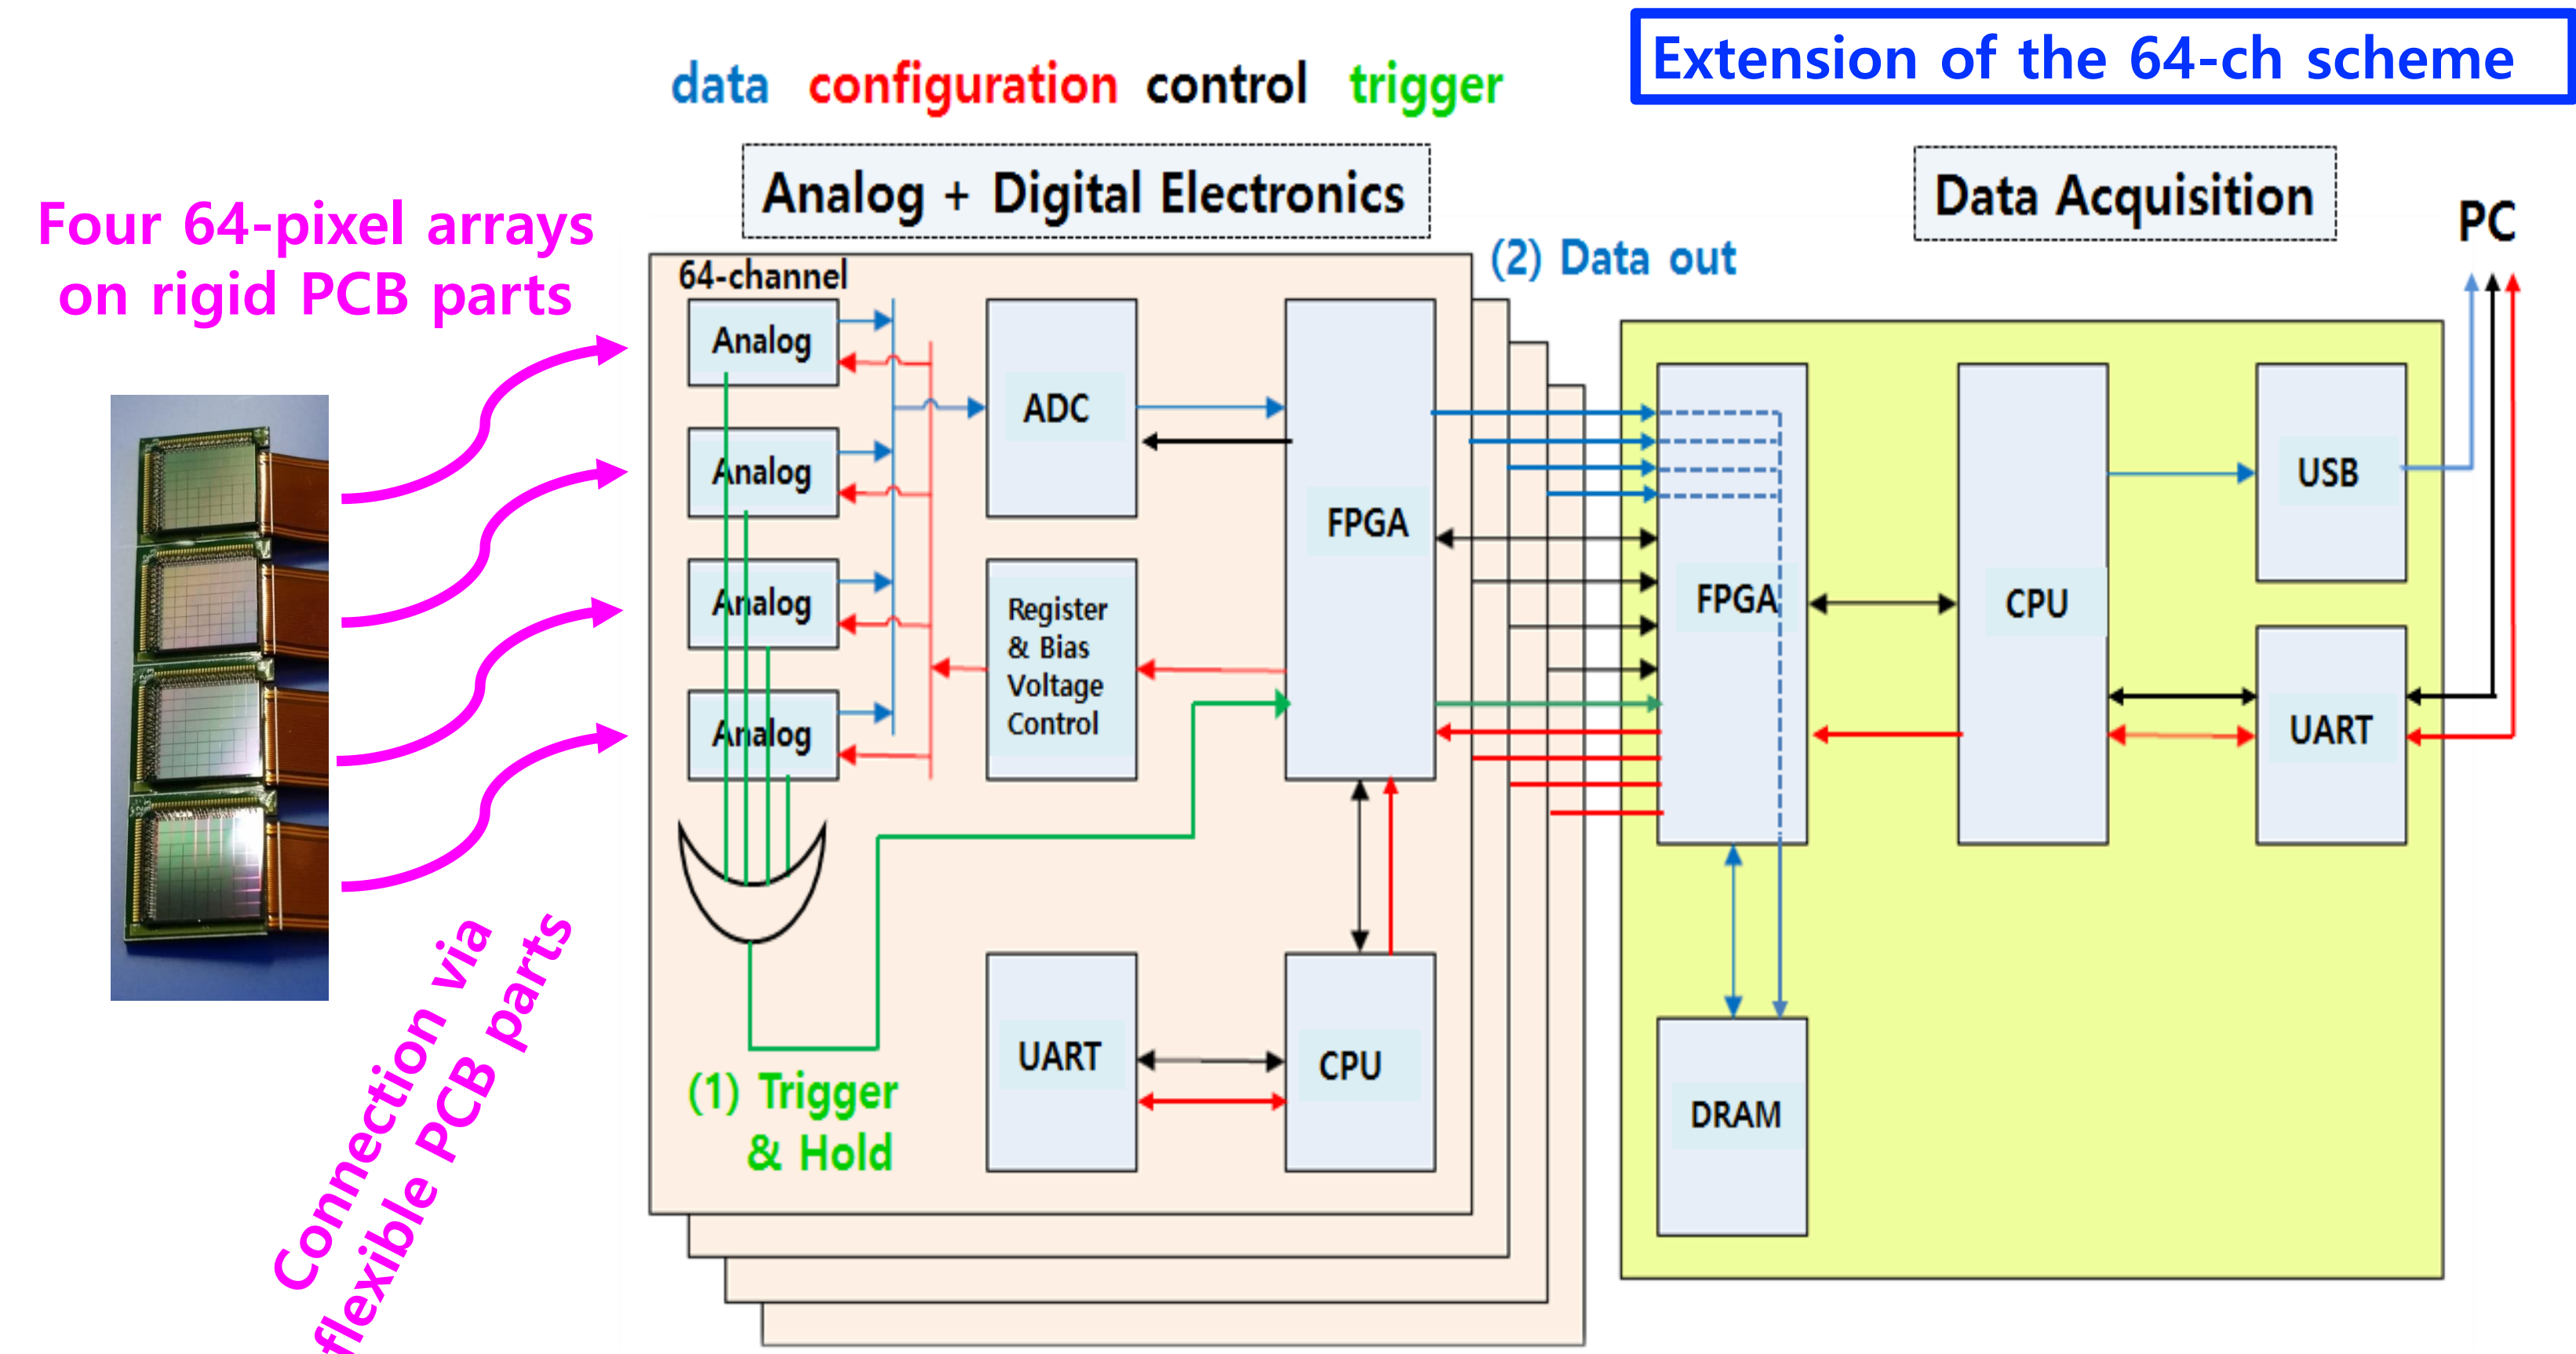 Extension of the 64-ch scheme
data configuration control trigger
Analog + Digital Electronics
Data Acquisition
PC
Four 64-pixel arrays
on rigid PCB parts
(2) Data out
64-channel
Analog
Analog
Analog
Analog
ADC
Register
& Bias
Voltage
Control
FPGA
FPGA
CPU
USB
UART
UART
CPU
DRAM
(1) Trigger
& Hold
Connection via
flexible PCB parts